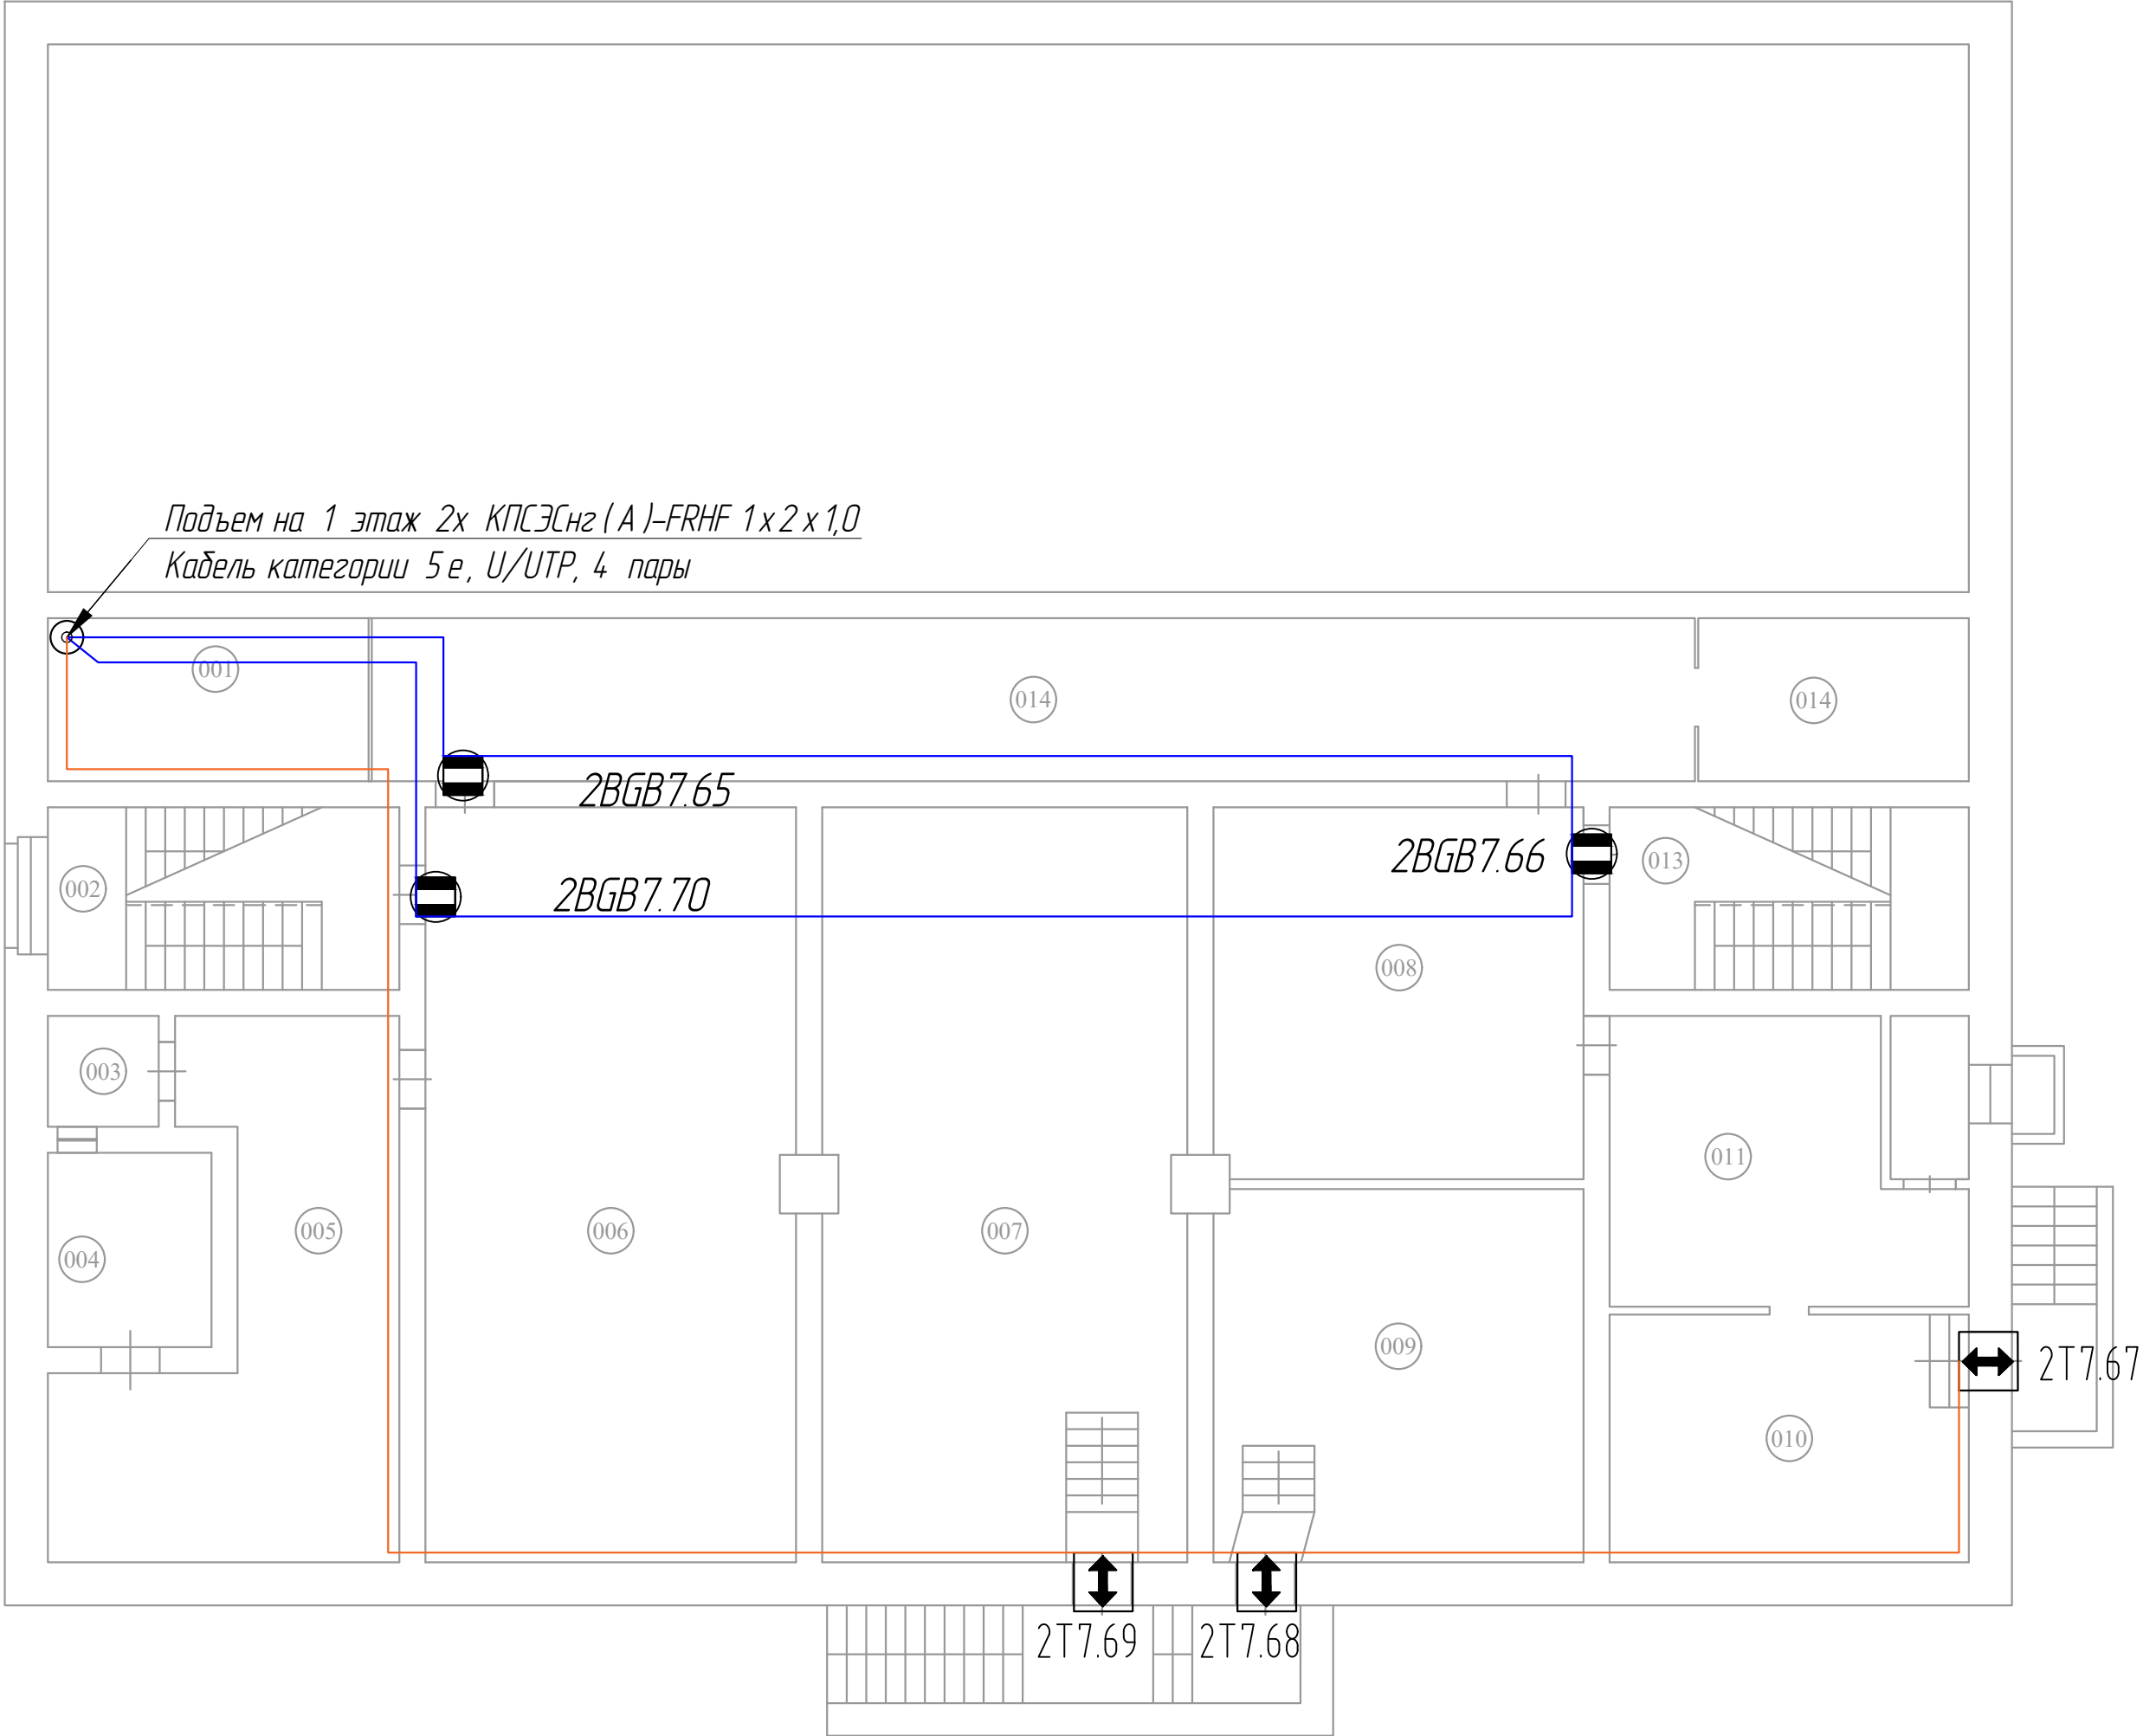 Подъем на 1 этаж 2х КПСЭСнг(А)-FRHF 1х2х1,0
Кабель категории 5е, U/UTP, 4 пары
001
014
014
2BGB7.65
2BGB7.66
013
002
2BGB7.70
008
003
011
005
006
007
004
009
2T7.67
010
2T7.69
2T7.68